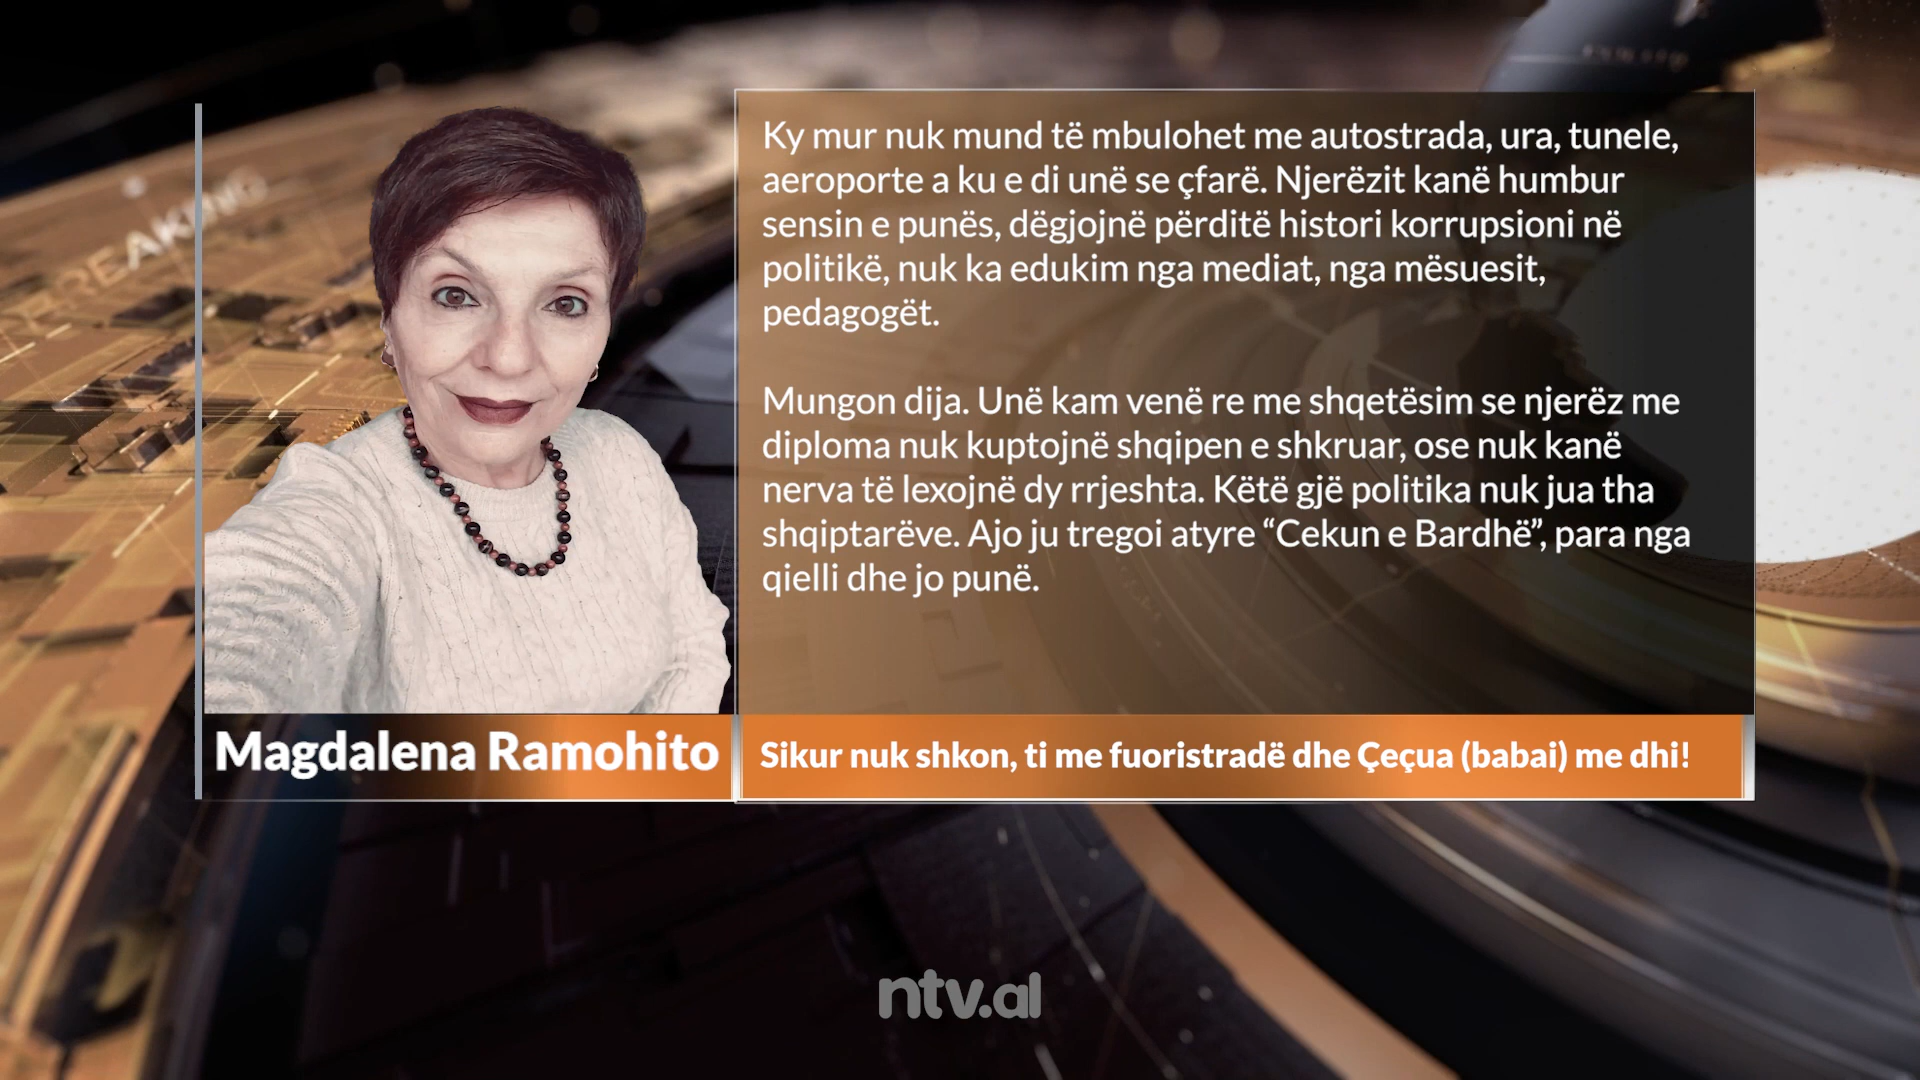 Ky mur nuk mund të mbulohet me autostrada, ura, tunele,
aeroporte a ku e di unë se çfarë. Njerëzit kanë humbur
sensin e punës, dëgjojnë përditë histori korrupsioni në
politikë, nuk ka edukim nga mediat, nga mësuesit,
pedagogët.
Mungon dija. Unë kam venë re me shqetësim se njerëz me
diploma nuk kuptojnë shqipen e shkruar, ose nuk kanë
nerva të lexojnë dy rrjeshta. Këtë gjë politika nuk jua tha
shqiptarëve. Ajo ju tregoi atyre “Cekun e Bardhë”, para nga
qielli dhe jo punë.
Magdalena Ramohito
Sikur nuk shkon, ti me fuoristradë dhe Çeçua (babai) me dhi!
ntv.al